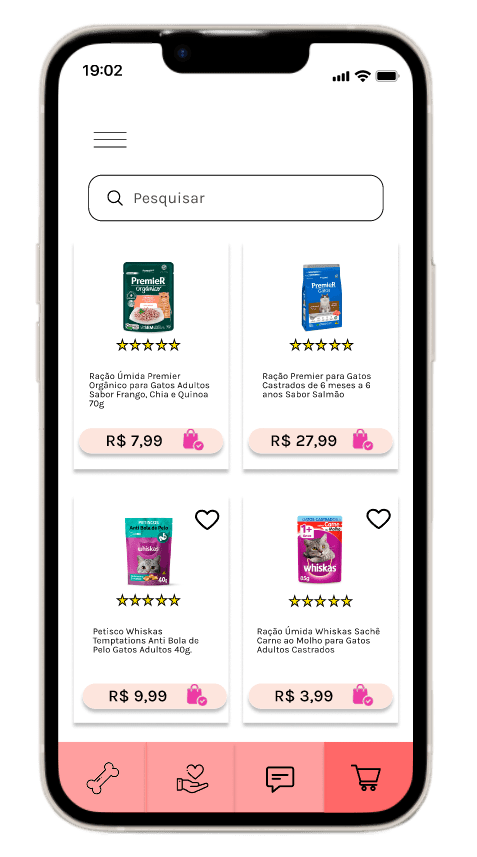 19:02
Pesquisar
PremieR
Orgânico
PremieR
Gatos
Ração Úmida Premier
Orgânico para Gatos Adultos
Sabor Frango, Chia e Quinoa
70g
Ração Premier para Gatos
Castrados de 6 meses a 6
anos Sabor Salmão
R$ 7,99
R$ 27,99
PETISCOS
Anti Bola de Pelo
whiskas
40g
GATOS CASTRADOS
Carne
ao Molho
1+
whiskas
85g
Petisco Whiskas
Temptations Anti Bola de
Pelo Gatos Adultos 40g.
Ração Úmida Whiskas Sachê
Carne ao Molho para Gatos
Adultos Castrados
R$ 9,99
R$ 3,99